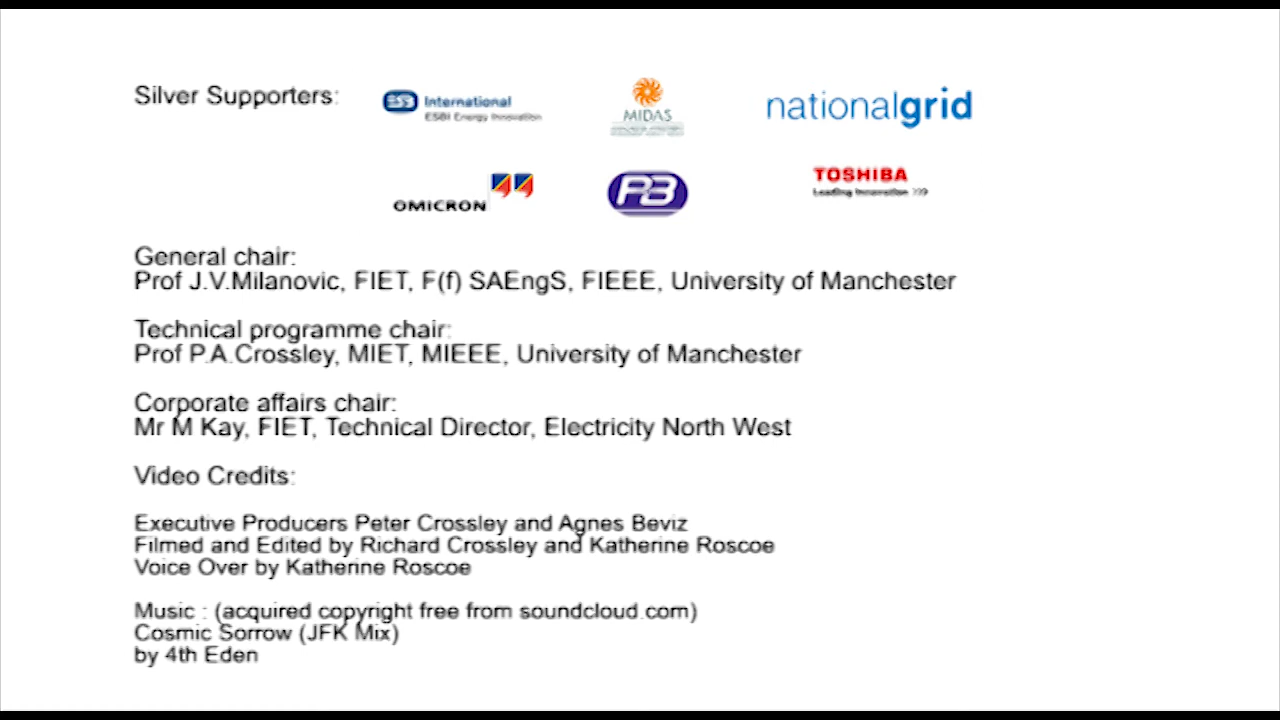 Silver Supporters:
ESB International
ESBI Energy Innovation
MIDAS
nationalgrid
OMICRON
PB
TOSHIBA
Leading Innovation >>>
General chair:
Prof J.V.Milanovic, FIET, F(f) SAEngS, FIEEE, University of Manchester
Technical programme chair:
Prof P.A.Crossley, MIET, MIEEE, University of Manchester
Corporate affairs chair:
Mr M Kay, FIET, Technical Director, Electricity North West
Video Credits:
Executive Producers Peter Crossley and Agnes Beviz
Filmed and Edited by Richard Crossley and Katherine Roscoe
Voice Over by Katherine Roscoe
Music : (acquired copyright free from soundcloud.com)
Cosmic Sorrow (JFK Mix)
by 4th Eden